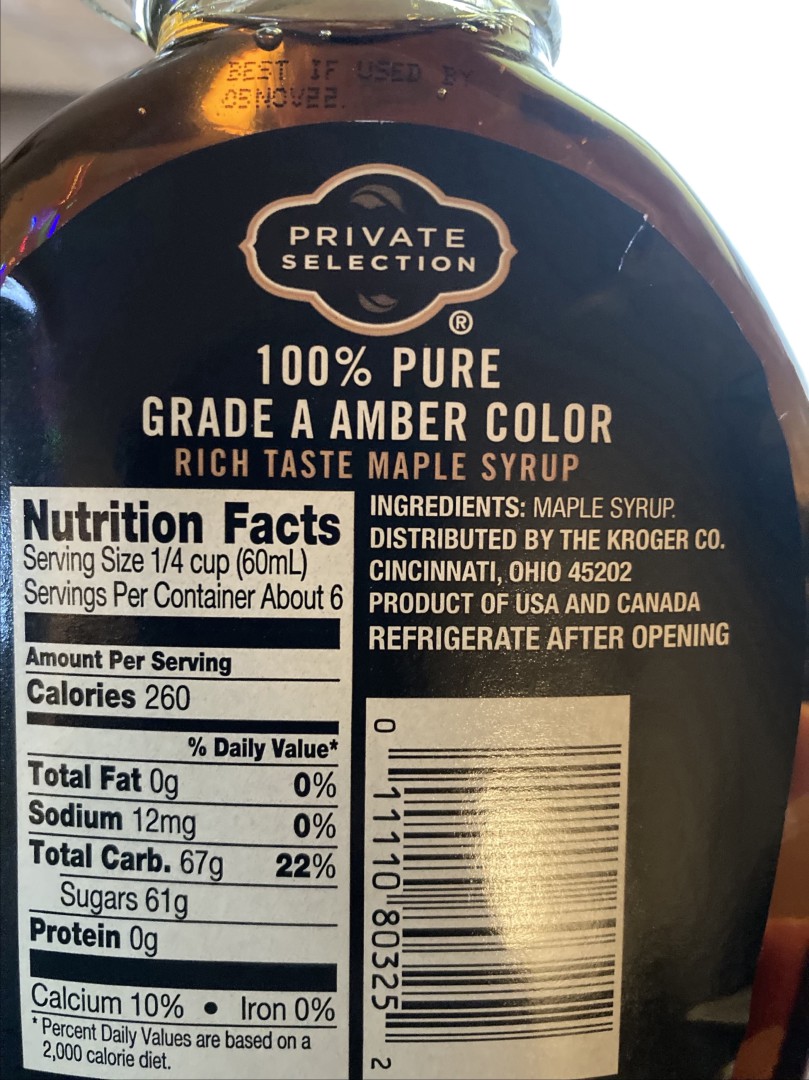 BEST IF USED BY
05NOV22.
PRIVATE
SELECTION
®
100% PURE
GRADE A AMBER COLOR
RICH TASTE MAPLE SYRUP
Nutrition Facts
Serving Size 1/4 cup (60mL)
Servings Per Container About 6
Amount Per Serving
Calories 260
% Daily Value*
Total Fat 0g 0%
Sodium 12mg 0%
Total Carb. 67g 22%
Sugars 61g
Protein 0g
Calcium 10% • Iron 0%
*Percent Daily Values are based on a
2,000 calorie diet.
INGREDIENTS: MAPLE SYRUP.
DISTRIBUTED BY THE KROGER CO.
CINCINNATI, OHIO 45202
PRODUCT OF USA AND CANADA
REFRIGERATE AFTER OPENING
0 11110 80325 2